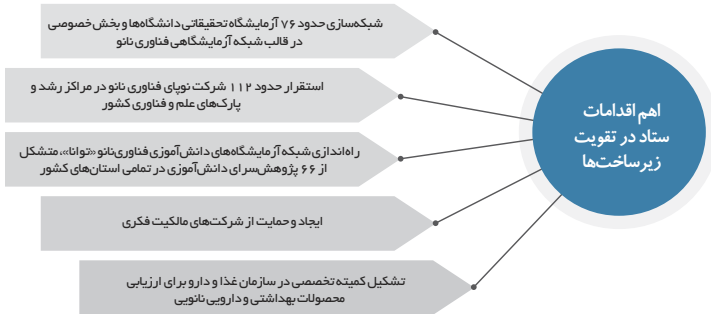 اهم اقدامات
ستاد در تقویت
زیرساخت‌ها
شبکه‌سازی حدود ۷۶ آزمایشگاه تحقیقاتی دانشگاه‌ها و بخش خصوصی
در قالب شبکه آزمایشگاهی فناوری نانو
استقرار حدود ۱۱۲ شرکت نوپای فناوری نانو در مراکز رشد و
پارک‌های علم و فناوری کشور
راه‌اندازی شبکه آزمایشگاه‌های دانش‌آموزی فناوری‌نانو «توانا»، متشکل
از ۶۶ پژوهش‌سرای دانش‌آموزی در تمامی استان‌های کشور
ایجاد و حمایت از شرکت‌های مالکیت فکری
تشکیل کمیته تخصصی در سازمان غذا و دارو برای ارزیابی
محصولات بهداشتی و دارویی نانویی